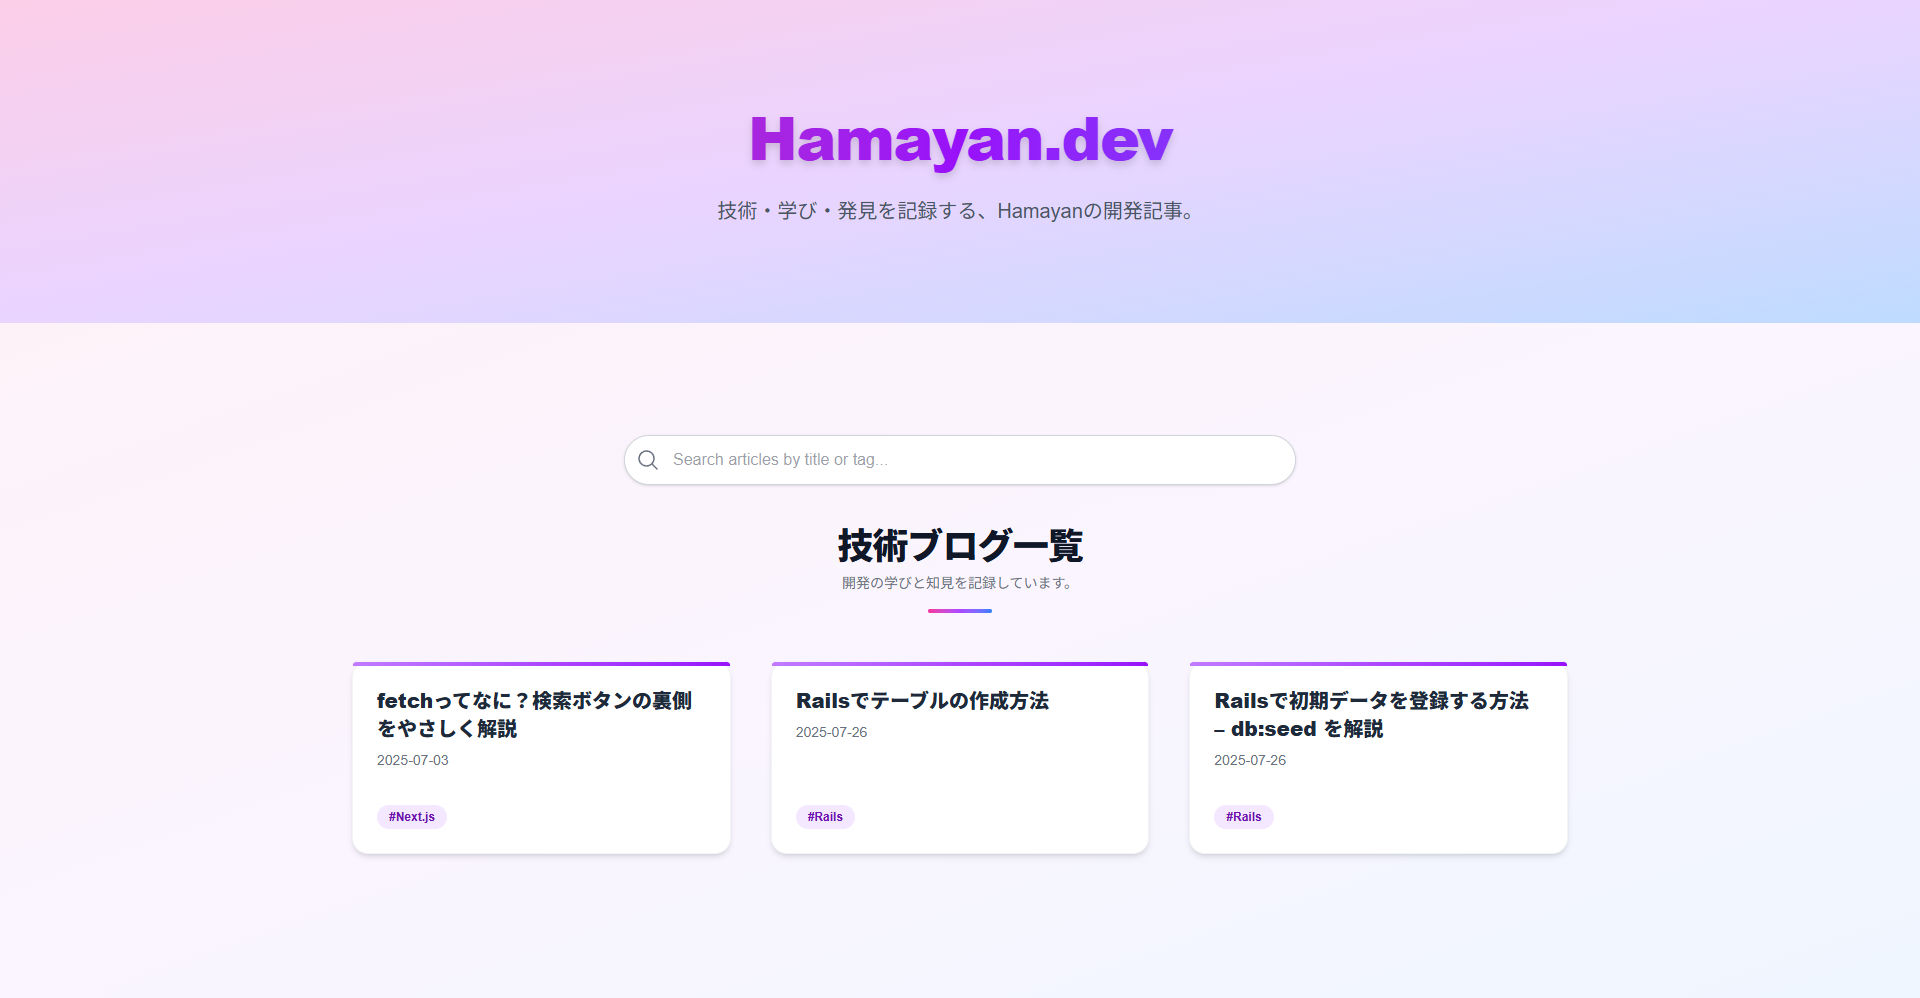 Hamayan.dev
技術・学び・発見を記録する、Hamayanの開発記事。
Search articles by title or tag...
技術ブログ一覧
開発の学びと知見を記録しています。
fetchってなに？検索ボタンの裏側
をやさしく解説
2025-07-03
#Next.js
Railsでテーブルの作成方法
2025-07-26
#Rails
Railsで初期データを登録する方法
– db:seed を解説
2025-07-26
#Rails